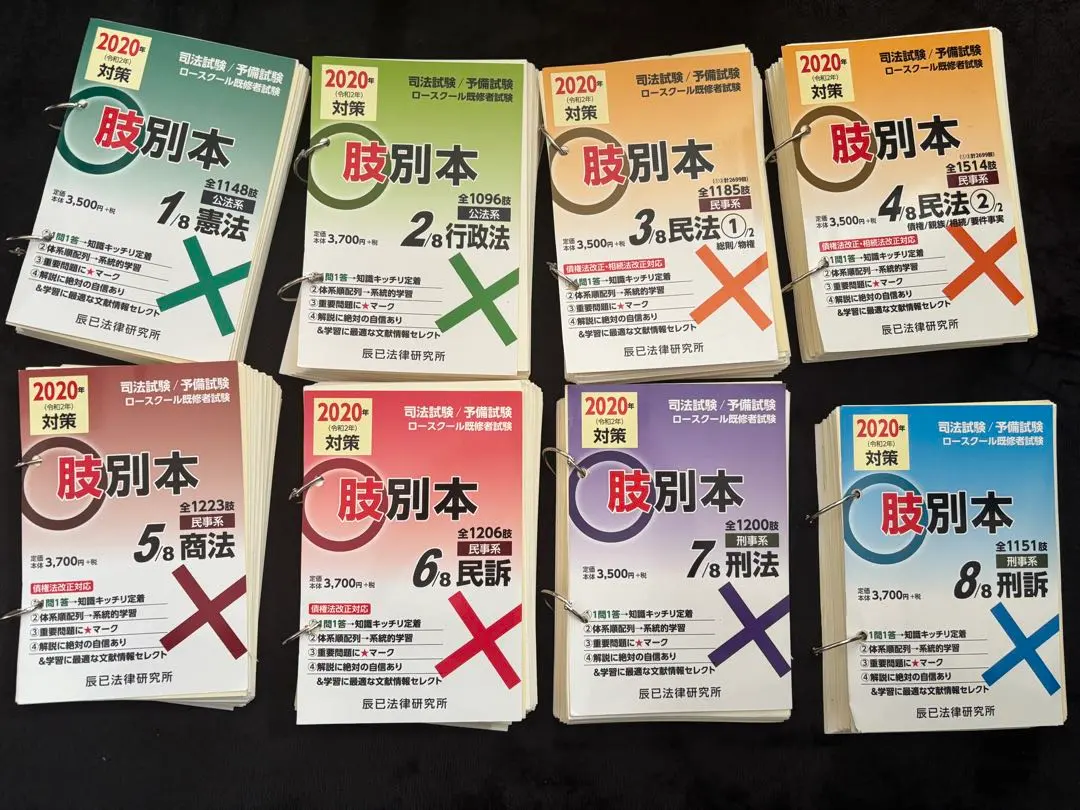 2020年
(令和2年)
対策
司法試験/予備試験
ロースクール既修者試験
肢別本
全1148肢
公法系
定価
本体 3,500円+税
1/8 憲法
①1問1答→知識キッチリ定着
②体系順配列→系統的学習
③重要問題に★マーク
④解説に絶対の自信あり
&学習に最適な文献情報セレクト
辰已法律研究所
2020年
(令和2年)
対策
司法試験/予備試験
ロースクール既修者試験
肢別本
全1096肢
公法系
定価
本体 3,700円+税
2/8 行政法
1問1答→知識キッチリ定着
②体系順配列→系統的学習
③重要問題に★マーク
④解説に絶対の自信あり
&学習に最適な文献情報セレクト
辰已法律研究所
2020年
(令和2年)
対策
司法試験/予備試験
ロースクール既修者試験
肢別本
(①②計2699肢)
全1185肢
民事系
定価
本体 3,500円+税
3/8 民法①/2
総則/物権
債権法改正・相続法改正対応
①1問1答→知識キッチリ定着
②体系順配列→系統的学習
③重要問題に★マーク
④解説に絶対の自信あり
&学習に最適な文献情報セレクト
辰已法律研究所
2020年
(令和2年)
対策
司法試験/予備試験
ロースクール既修者試験
肢別本
(①②計2699肢)
全1514肢
民事系
定価
本体 3,500円+税
4/8 民法②/2
債権/親族/相続/要件事実
債権法改正・相続法改正対応
1問1答→知識キッチリ定着
②体系順配列→系統的学習
③重要問題に★マーク
④解説に絶対の自信あり
&学習に最適な文献情報セレクト
辰已法律研究所
2020年
(令和2年)
対策
司法試験/予備試験
ロースクール既修者試験
肢別本
全1223肢
民事系
定価
本体 3,700円+税
5/8 商法
債権法改正対応
①1問1答→知識キッチリ定着
②体系順配列→系統的学習
③重要問題に★マーク
④解説に絶対の自信あり
&学習に最適な文献情報セレクト
辰已法律研究所
2020年
(令和2年)
対策
司法試験/予備試験
ロースクール既修者試験
肢別本
全1206肢
民事系
定価
本体 3,700円+税
6/8 民訴
債権法改正対応
①1問1答→知識キッチリ定着
②体系順配列→系統的学習
③重要問題に★マーク
④解説に絶対の自信あり
&学習に最適な文献情報セレクト
辰已法律研究所
2020年
(令和2年)
対策
司法試験/予備試験
ロースクール既修者試験
肢別本
全1200肢
刑事系
定価
本体 3,500円+税
7/8 刑法
①1問1答→知識キッチリ定着
②体系順配列→系統的学習
③重要問題に★マーク
④解説に絶対の自信あり
&学習に最適な文献情報セレクト
辰已法律研究所
2020年
(令和2年)
対策
司法試験/予備試験
ロースクール既修者試験
肢別本
全1151肢
刑事系
定価
本体 3,700円+税
8/8 刑訴
①1問1答→知識キッチリ定着
②体系順配列→系統的学習
③重要問題に★マーク
④解説に絶対の自信あり
&学習に最適な文献情報セレクト
辰已法律研究所